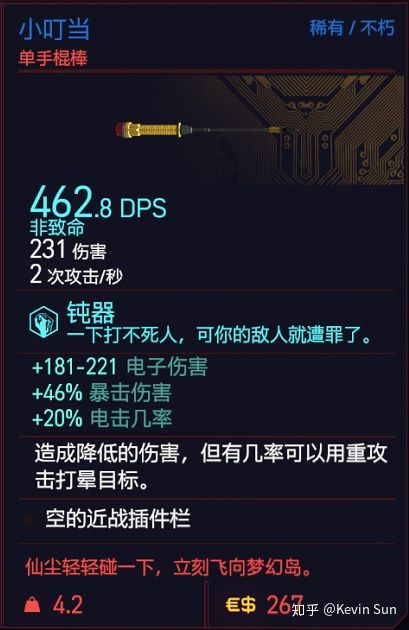 小叮当
稀有 / 不朽
单手棍棒
462.8 DPS
非致命
231 伤害
2 次攻击/秒
钝器
一下打不死人，可你的敌人就遭罪了。
+181-221 电子伤害
+46% 暴击伤害
+20% 电击几率
造成降低的伤害，但有几率可以用重攻
击打晕目标。
空的近战插件栏
仙尘轻轻碰一下，立刻飞向梦幻岛。
4.2
€$ 267
知乎 @Kevin Sun